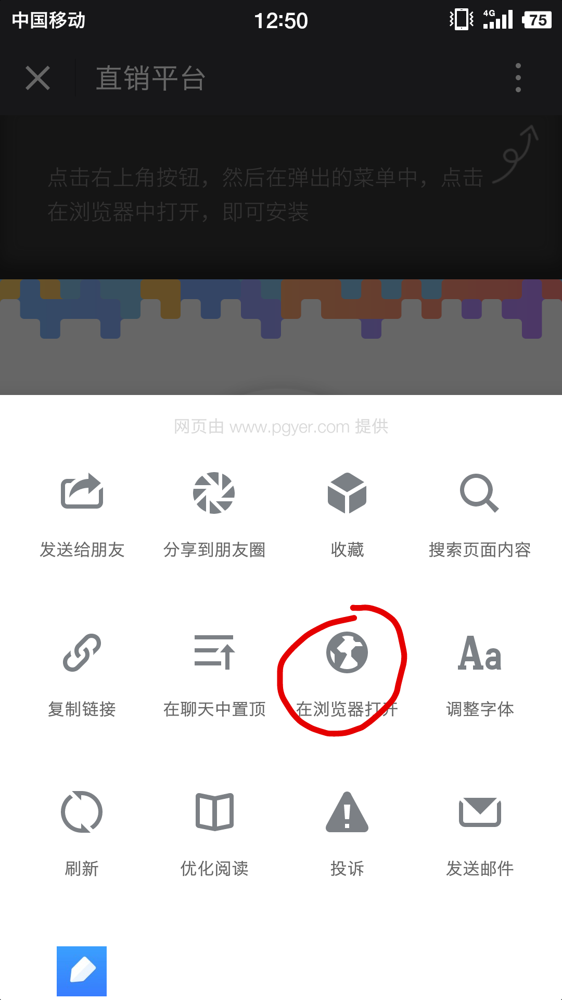 中国移动 12:50 4G 75
直销平台
点击右上角按钮，然后在弹出的菜单中，点击
在浏览器中打开，即可安装
网页由 www.pgyer.com 提供
发送给朋友 分享到朋友圈 收藏 搜索页面内容
Aa
复制链接 在聊天中置顶 在浏览器打开 调整字体
刷新 优化阅读 投诉 发送邮件